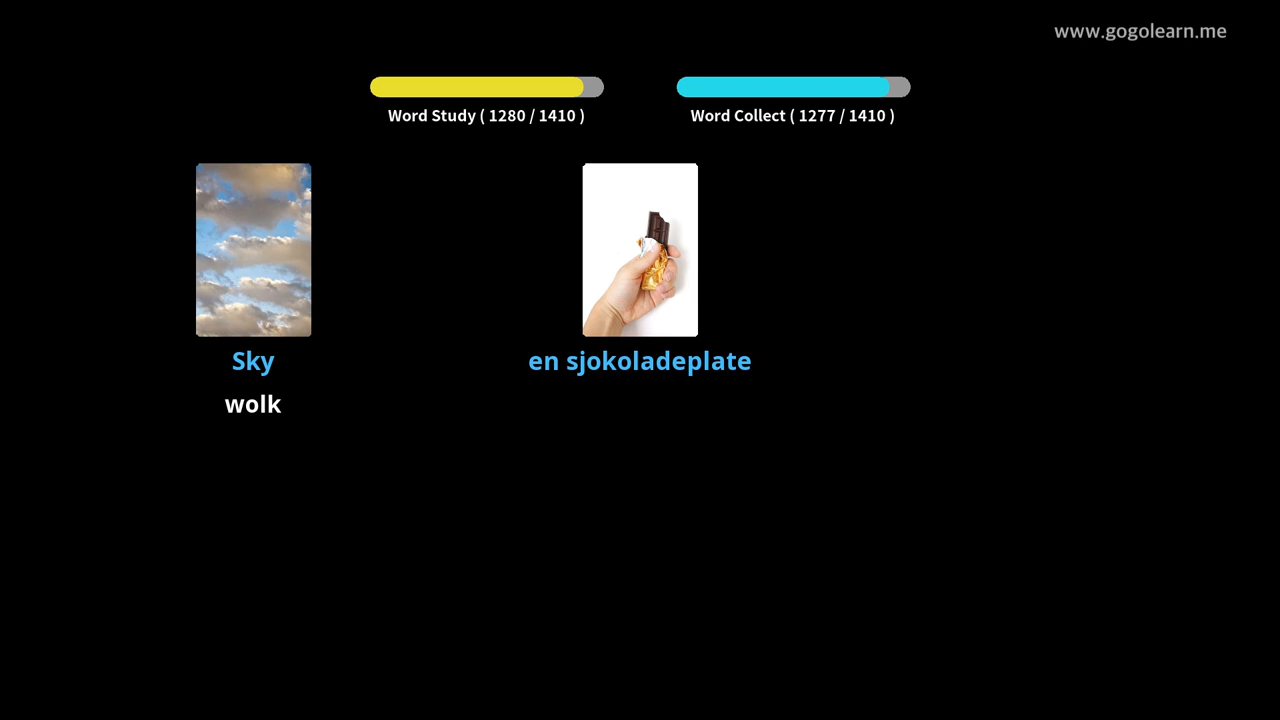 www.gogolearn.me
Word Study ( 1280 / 1410 )
Word Collect ( 1277 / 1410 )
Sky
wolk
en sjokoladeplate